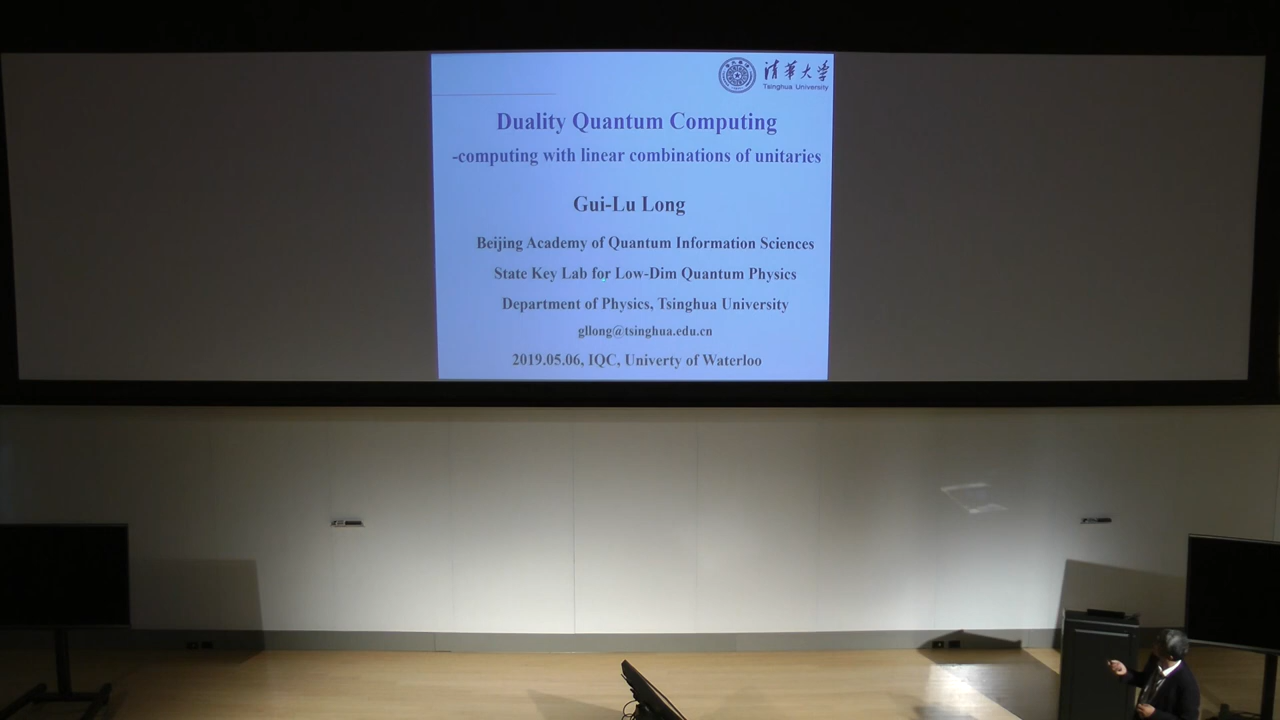 清华大学
Tsinghua University
Duality Quantum Computing
-computing with linear combinations of unitaries
Gui-Lu Long
Beijing Academy of Quantum Information Sciences
State Key Lab for Low-Dim Quantum Physics
Department of Physics, Tsinghua University
gllong@tsinghua.edu.cn
2019.05.06, IQC, Univerty of Waterloo